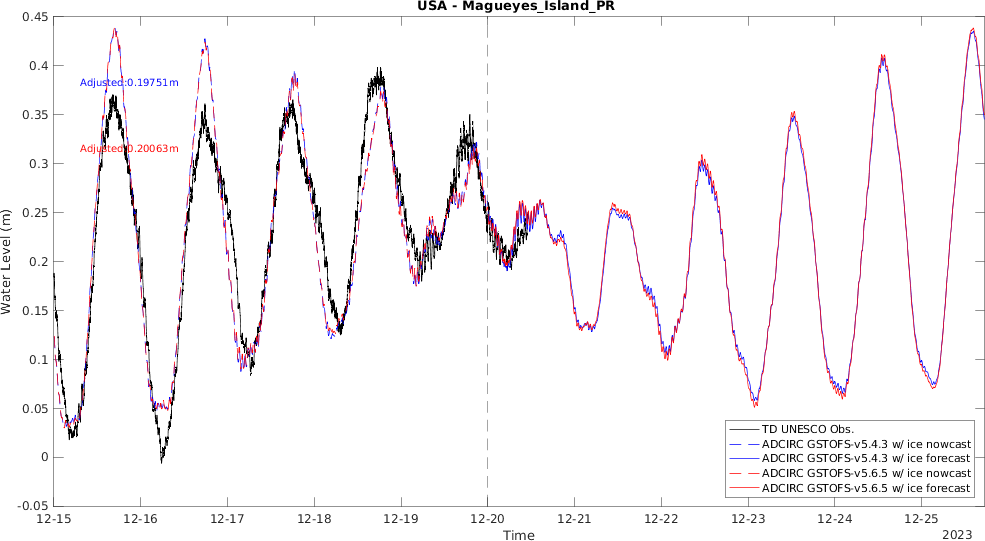 USA - Magueyes_Island_PR
0.45
0.4
0.35
0.3
0.25
0.2
0.15
0.1
0.05
0
-0.05
Water Level (m)
Adjusted:0.19751m
Adjusted:0.20063m
TD UNESCO Obs.
ADCIRC GSTOFS-v5.4.3 w/ ice nowcast
ADCIRC GSTOFS-v5.4.3 w/ ice forecast
ADCIRC GSTOFS-v5.6.5 w/ ice nowcast
ADCIRC GSTOFS-v5.6.5 w/ ice forecast
12-15 12-16 12-17 12-18 12-19 12-20 12-21 12-22 12-23 12-24 12-25
Time
2023